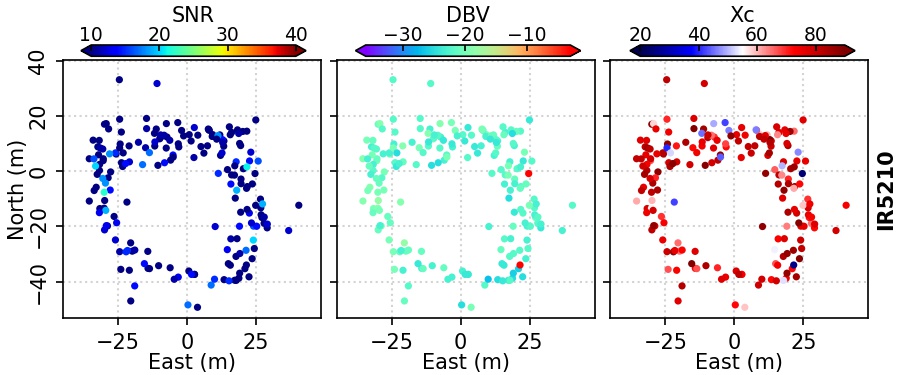 SNR DBV Xc
10 20 30 40 −30 −20 −10 20 40 60 80
40
20
0
−20
−40
North (m)
IR5210
−25 0 25 −25 0 25 −25 0 25
East (m) East (m) East (m)